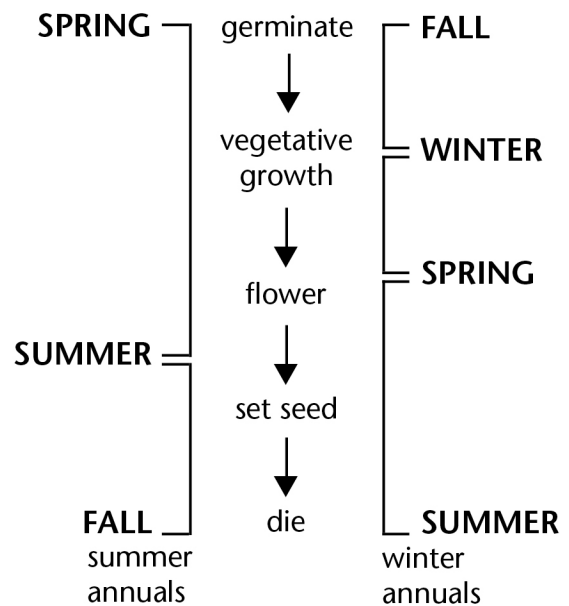 SPRING germinate FALL
vegetative
growth
WINTER
flower
SPRING
SUMMER
set seed
FALL die SUMMER
summer
annuals
winter
annuals